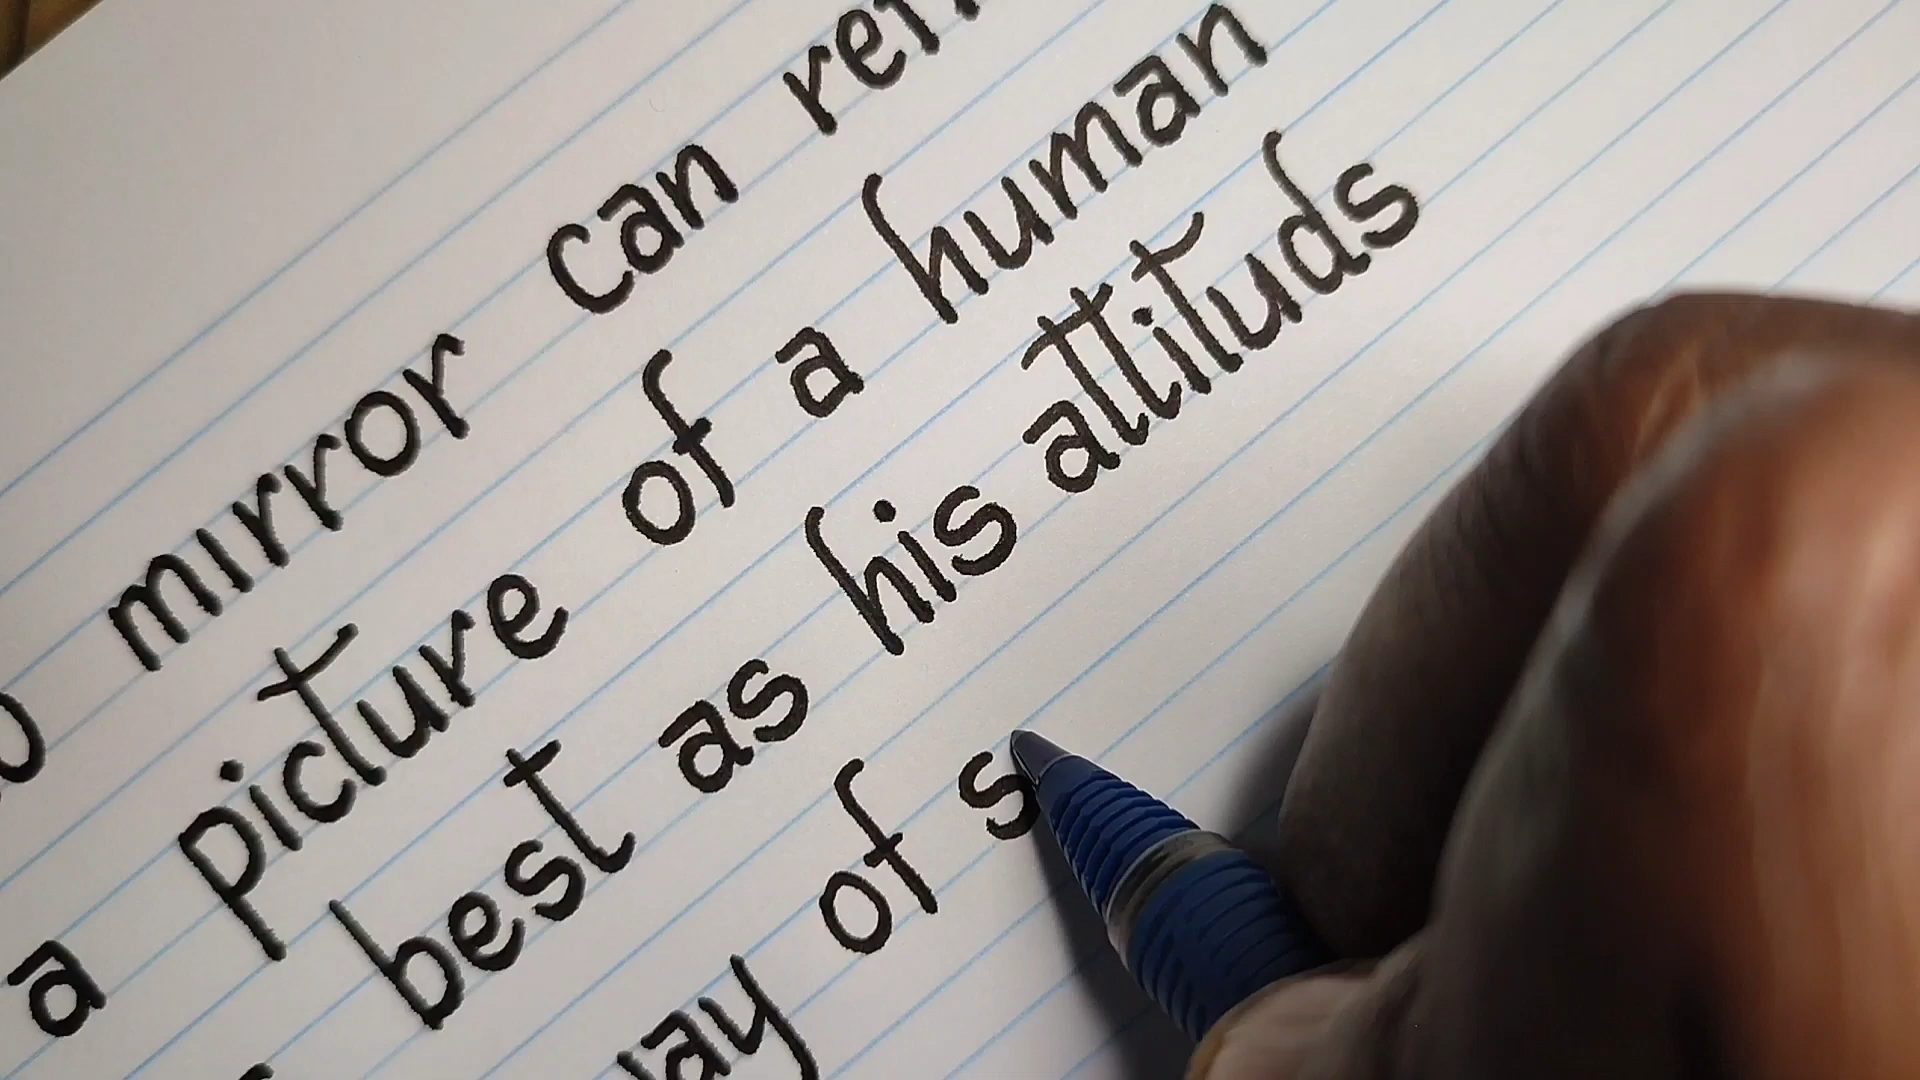 mirror can
a picture of a human
best as his attituds
of s